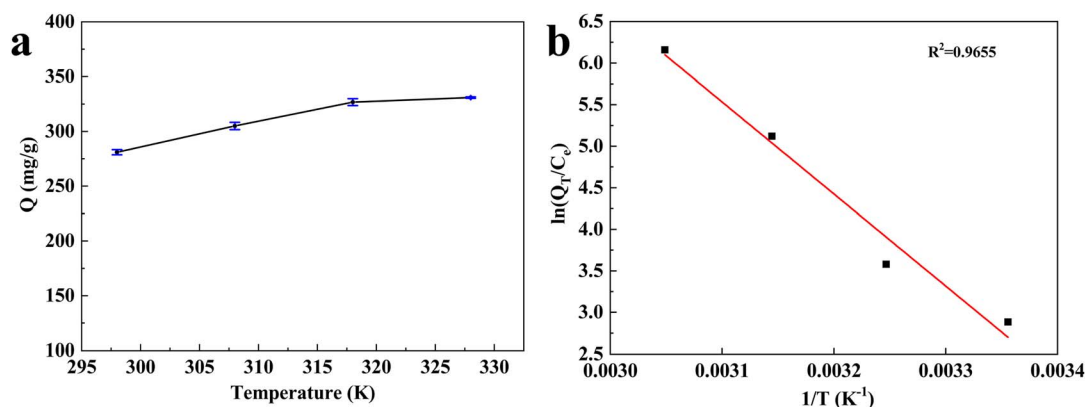 a
400
350
300
250
200
150
100
Q (mg/g)
295 300 305 310 315 320 325 330
Temperature (K)
b
R²=0.9655
6.5
6.0
5.5
5.0
4.5
4.0
3.5
3.0
2.5
ln(Q_T/C_e)
0.0030 0.0031 0.0032 0.0033 0.0034
1/T (K⁻¹)